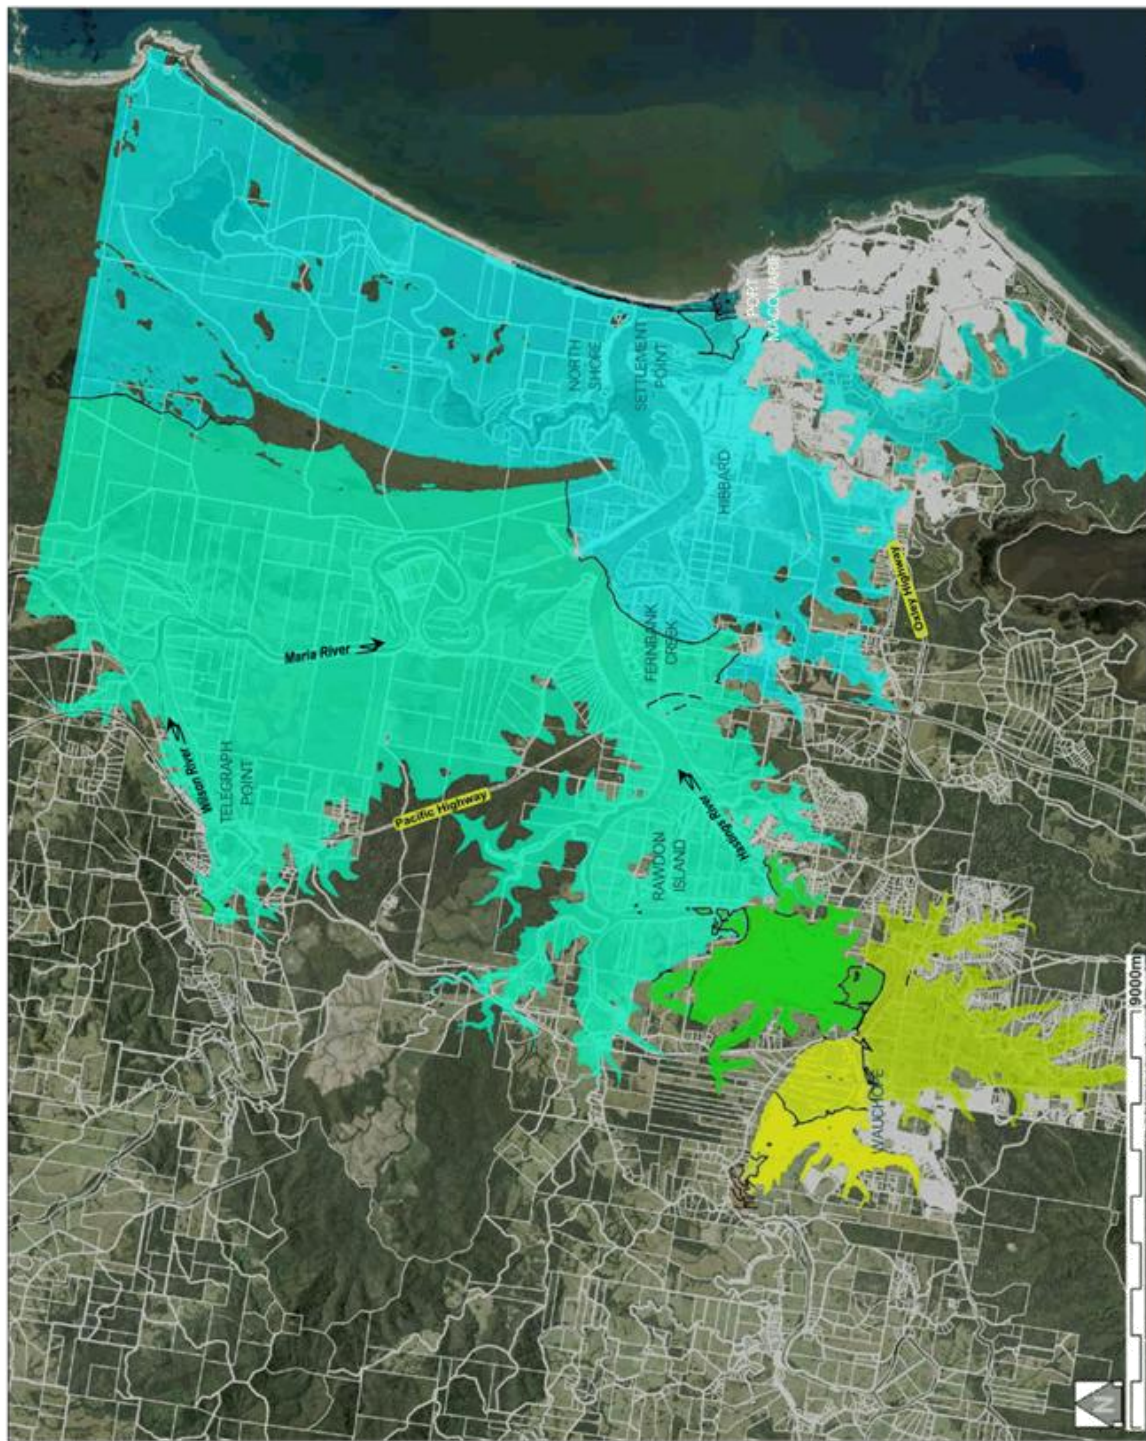 NORTH
SHORE
SETTLEMENT
POINT
PORT
MACQUARIE
HIBBARD
Oxley Highway
Maria River
FERNBANK
CREEK
Wilson River
TELEGRAPH
POINT
Pacific Highway
Hastings River
RAWDON
ISLAND
WAUCHOPE
9000m
N